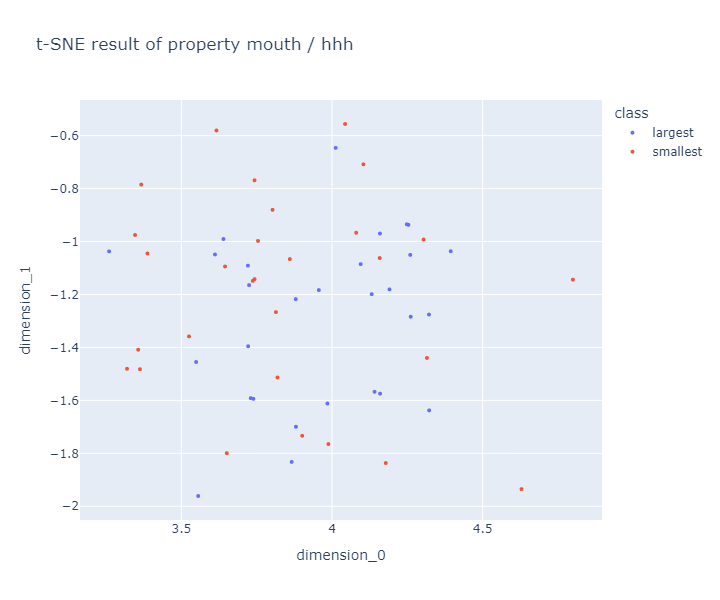 t-SNE result of property mouth / hhh
class
largest
smallest
−0.6
−0.8
−1
−1.2
−1.4
−1.6
−1.8
−2
3.5
4
4.5
dimension_0
dimension_1